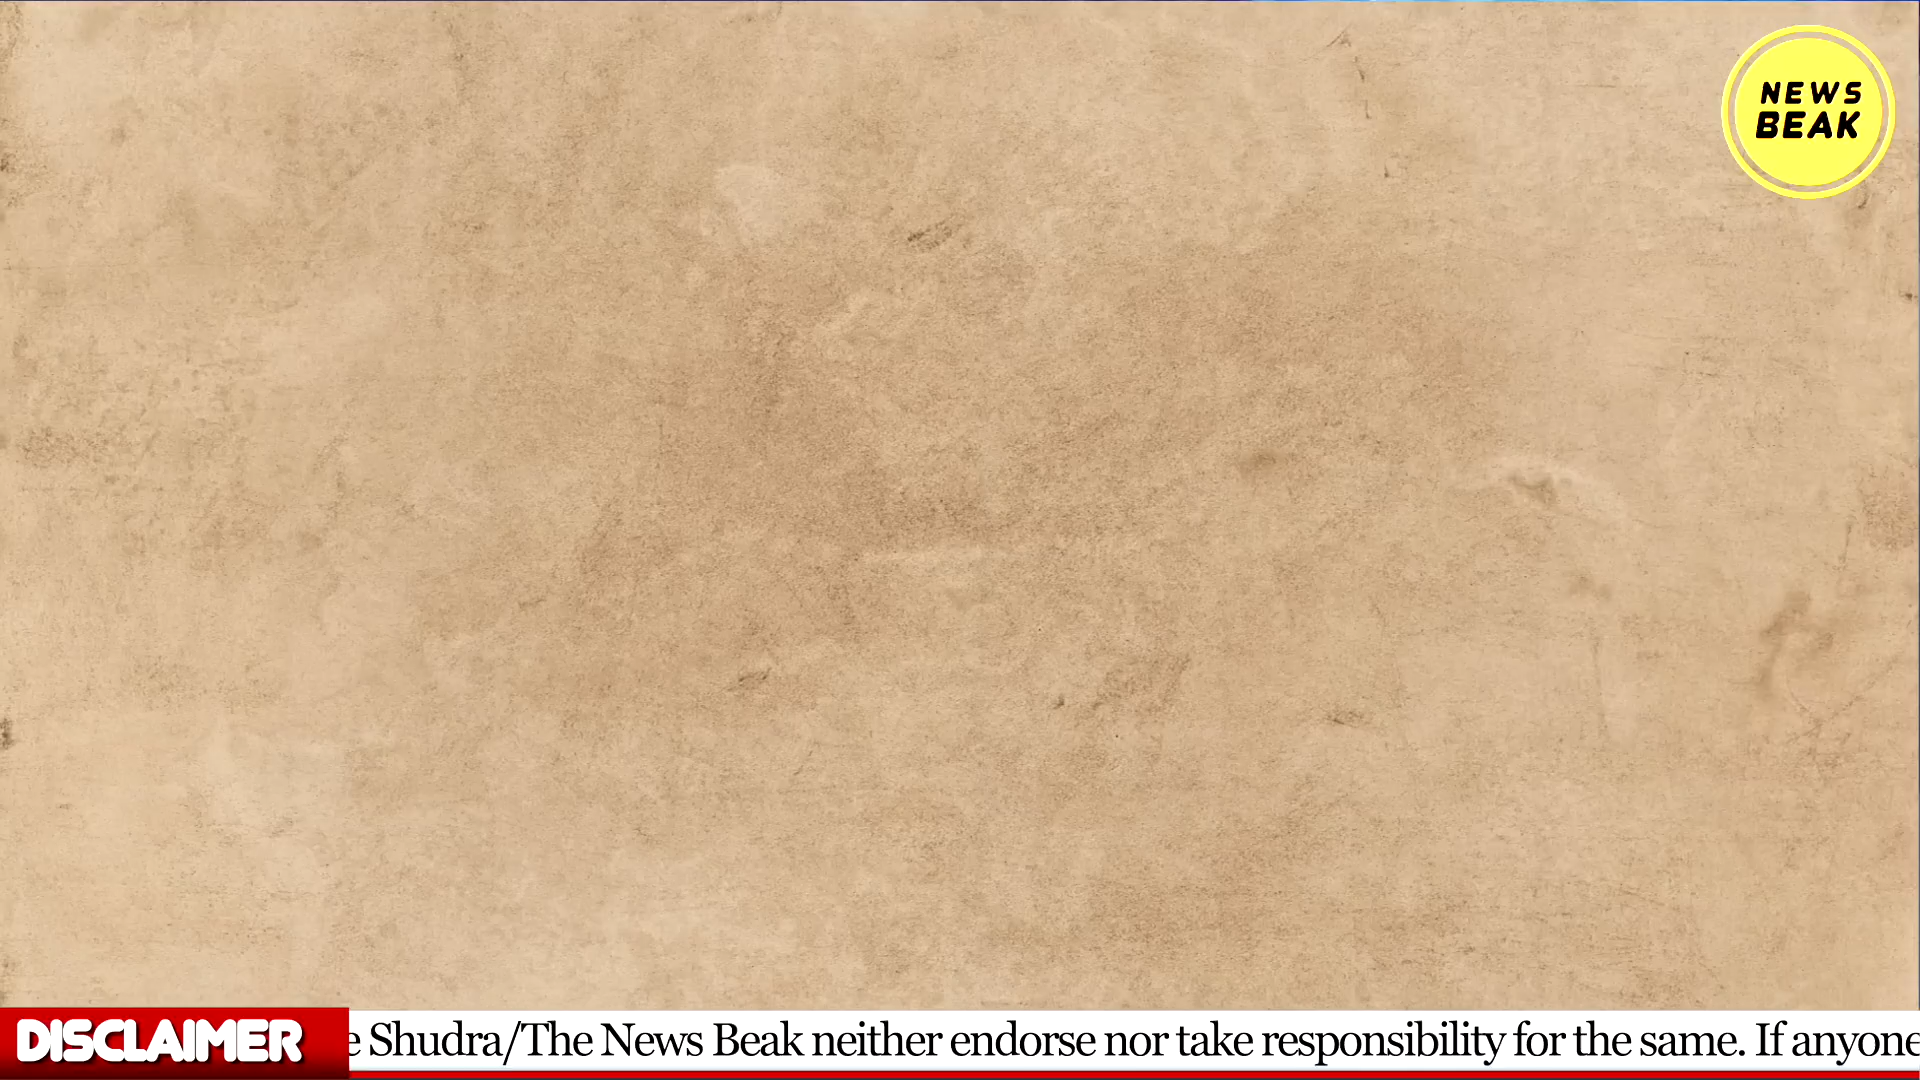 NEWS
BEAK
DISCLAIMER
e Shudra/The News Beak neither endorse nor take responsibility for the same. If anyone